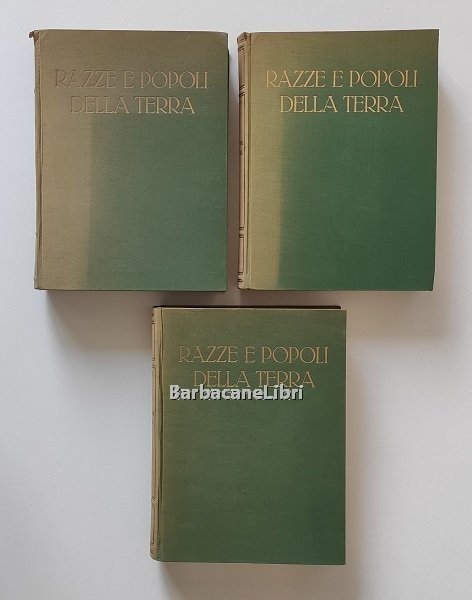 RAZZE E POPOLI
DELLA TERRA
RAZZE E POPOLI
DELLA TERRA
RAZZE E POPOLI
DELLA TERRA
BarbacaneLibri